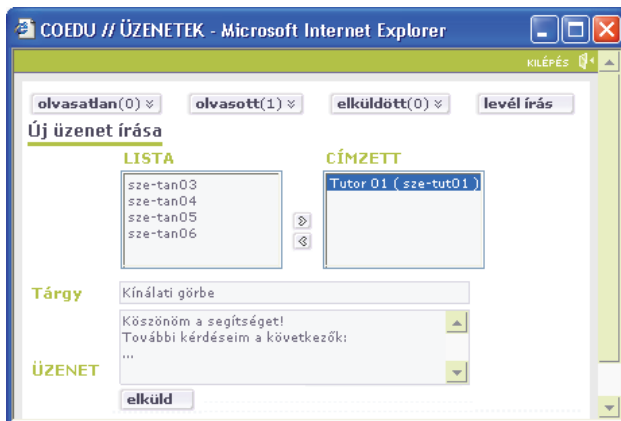 COEDU // ÜZENETEK - Microsoft Internet Explorer
KILÉPÉS
olvasatlan(0) olvasott(1) elküldött(0) levél írás
Új üzenet írása
LISTA CÍMZETT
sze-tan03 Tutor 01 ( sze-tut01 )
sze-tan04
sze-tan05
sze-tan06
Tárgy Kínálati görbe
Köszönöm a segítséget!
További kérdéseim a következők:
...
ÜZENET
elküld